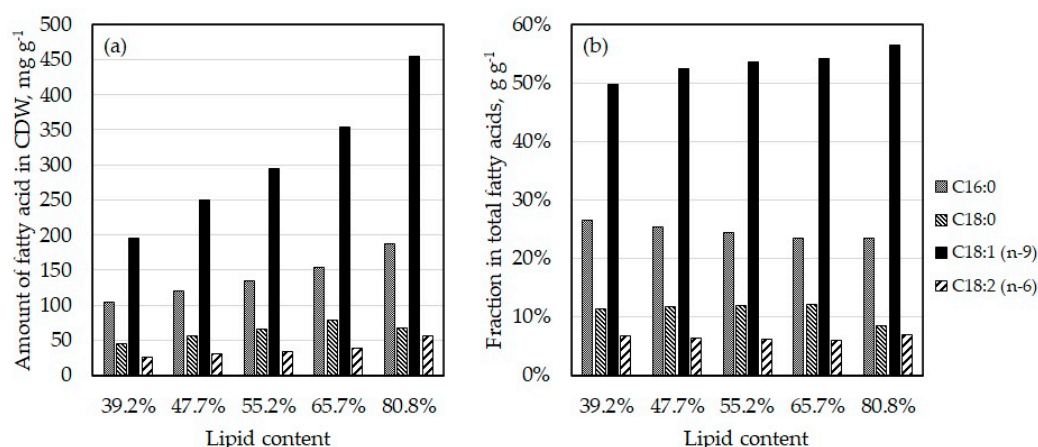 (a)
Amount of fatty acid in CDW, mg g⁻¹
500
450
400
350
300
250
200
150
100
50
0
39.2% 47.7% 55.2% 65.7% 80.8%
Lipid content
(b)
Fraction in total fatty acids, g g⁻¹
60%
50%
40%
30%
20%
10%
0%
39.2% 47.7% 55.2% 65.7% 80.8%
Lipid content
C16:0
C18:0
C18:1 (n-9)
C18:2 (n-6)